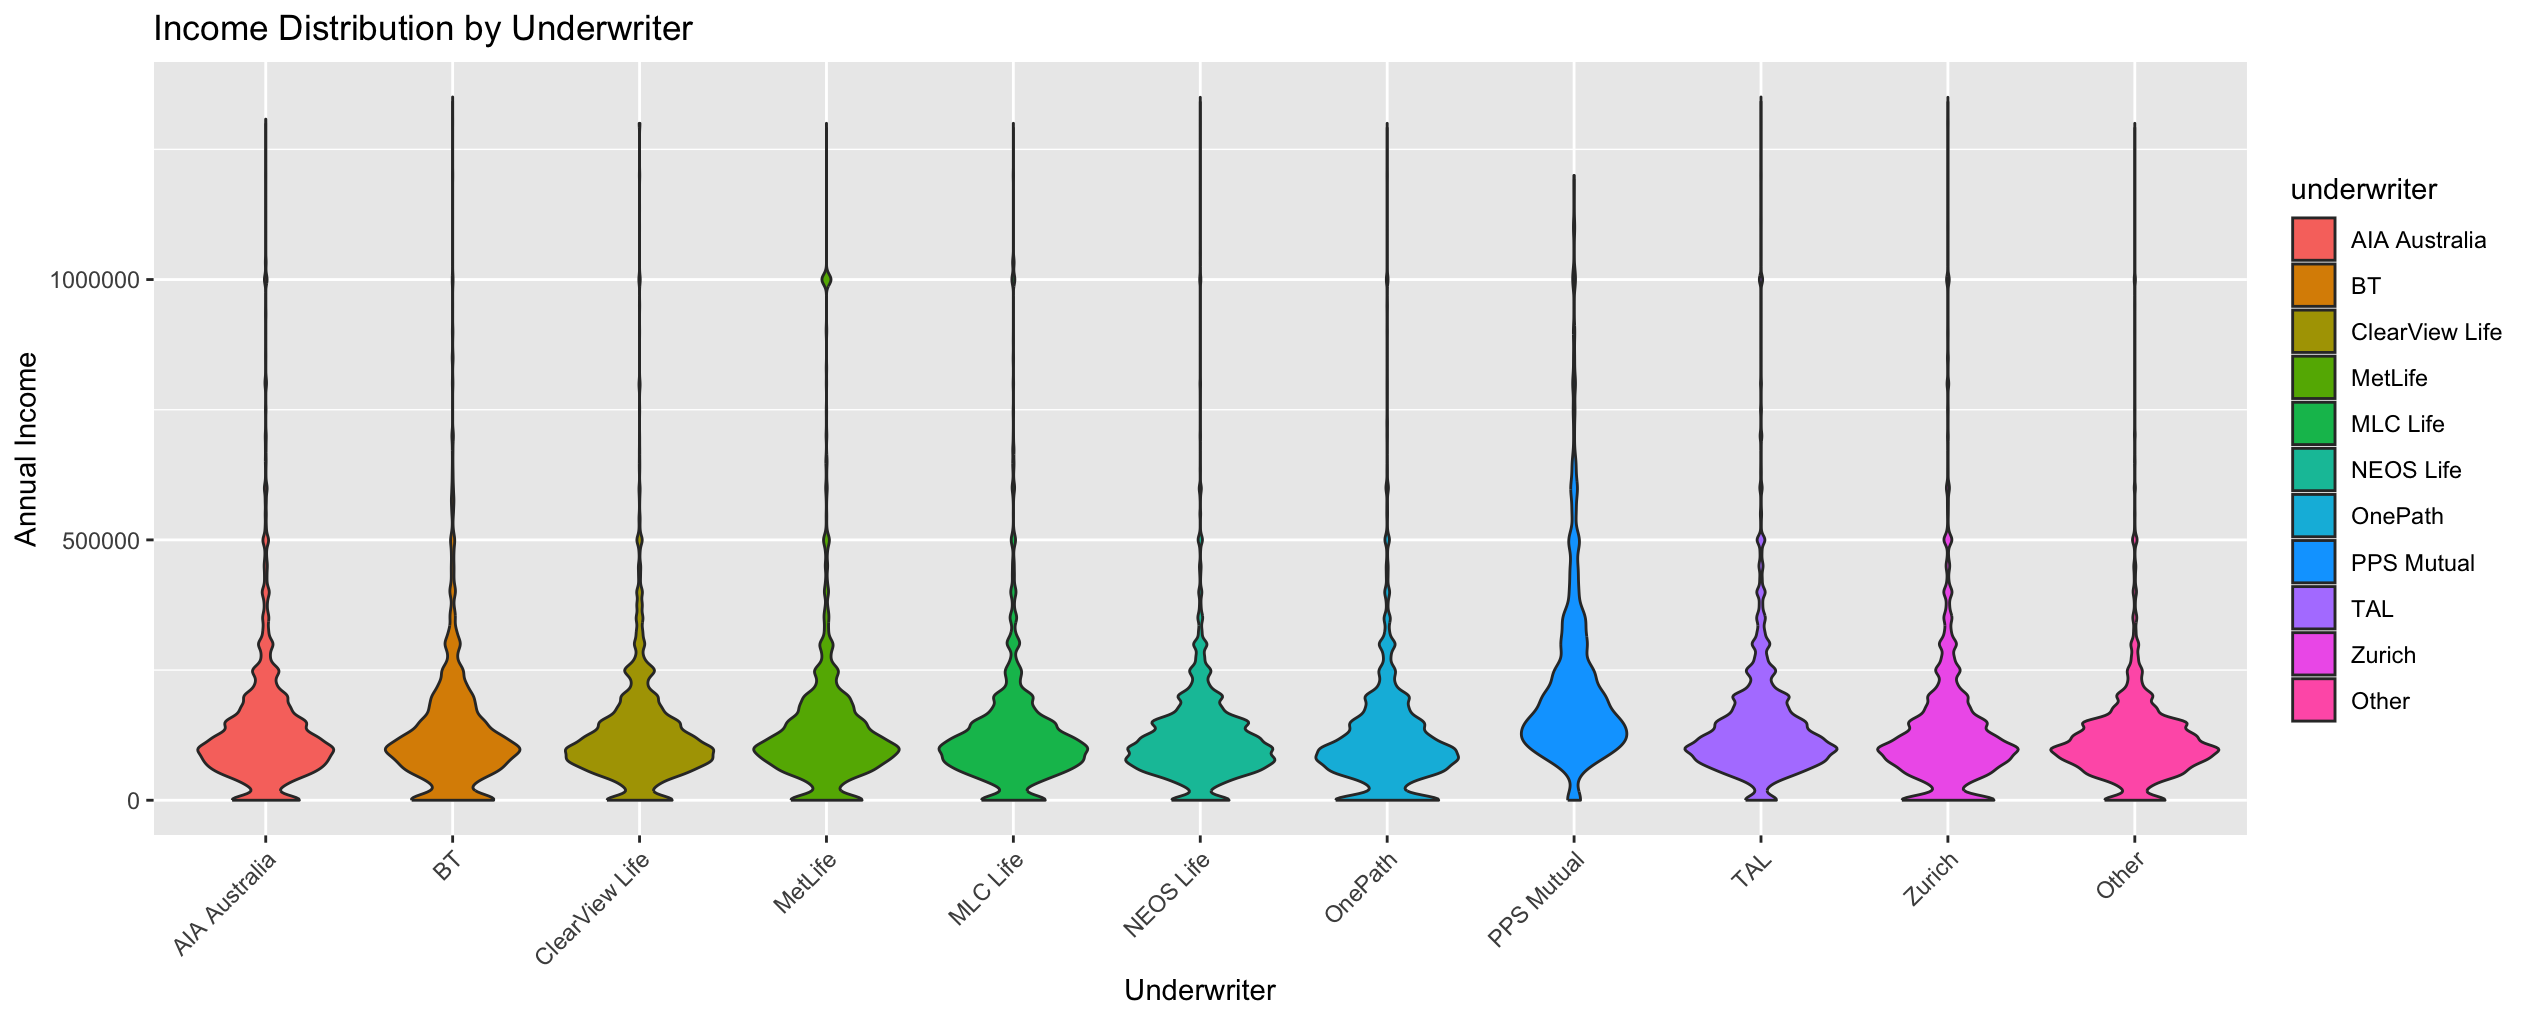 Income Distribution by Underwriter
Annual Income
1000000
500000
0
AIA Australia
BT
ClearView Life
MetLife
MLC Life
NEOS Life
OnePath
PPS Mutual
TAL
Zurich
Other
Underwriter
underwriter
AIA Australia
BT
ClearView Life
MetLife
MLC Life
NEOS Life
OnePath
PPS Mutual
TAL
Zurich
Other